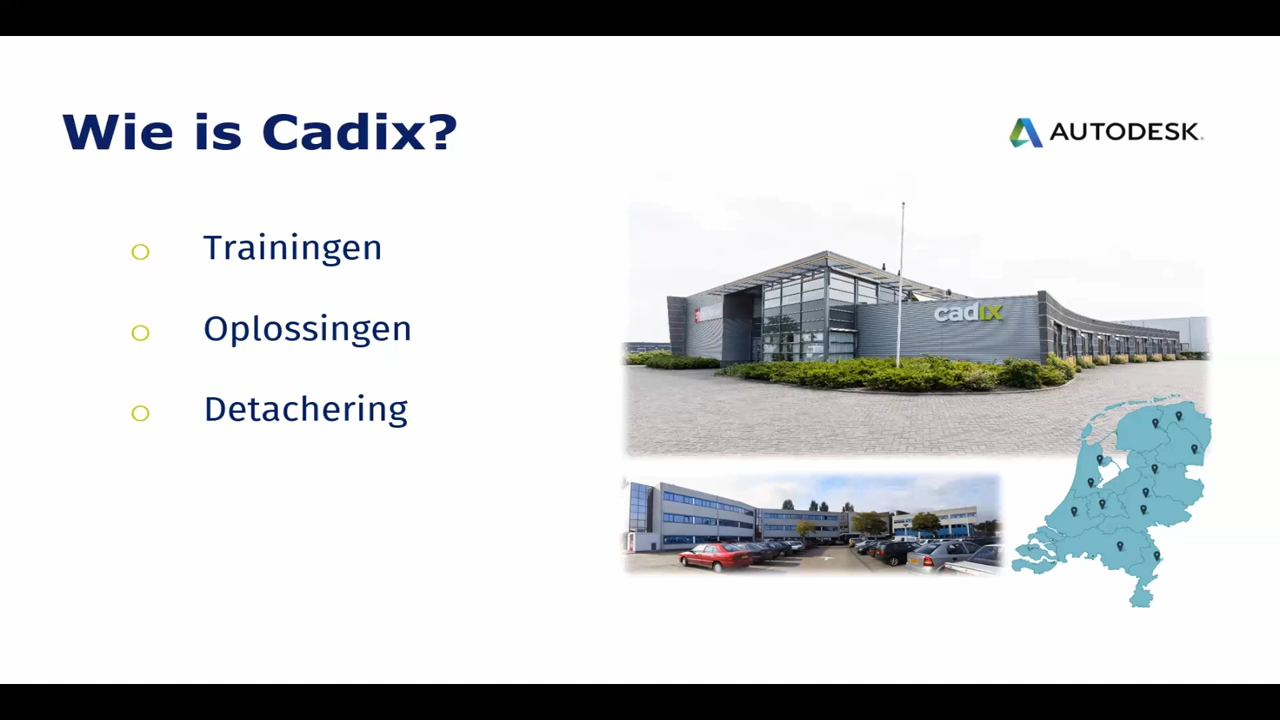 Wie is Cadix?
AUTODESK.
o Trainingen
o Oplossingen
o Detachering
cadix